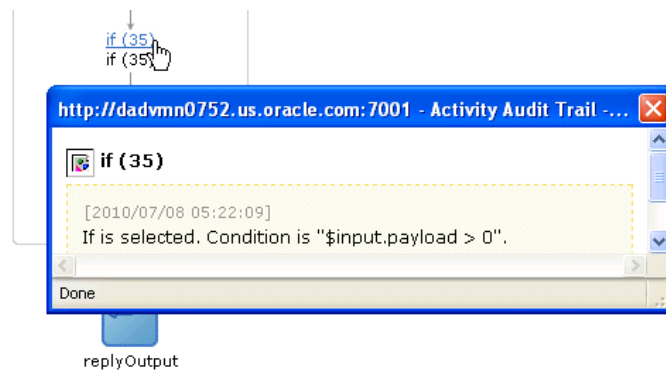 if (35)
if (35)
http://dadvmn0752.us.oracle.com:7001 - Activity Audit Trail -...
if (35)
[2010/07/08 05:22:09]
If is selected. Condition is "$input.payload > 0".
Done
replyOutput